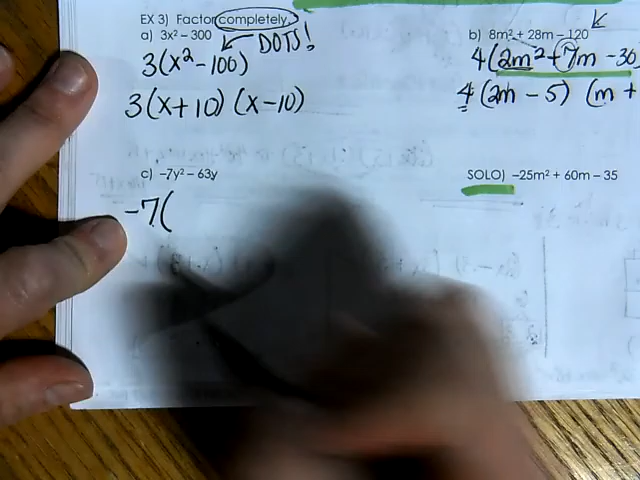 EX 3) Factor completely.
a) 3x² – 300
DOTS!
3(x² – 100)
3(x + 10) (x – 10)
b) 8m² + 28m – 120
4(2m² + 7m – 30
4(2m – 5) (m +
c) –7y² – 63y
–7(
SOLO) –25m² + 60m – 35